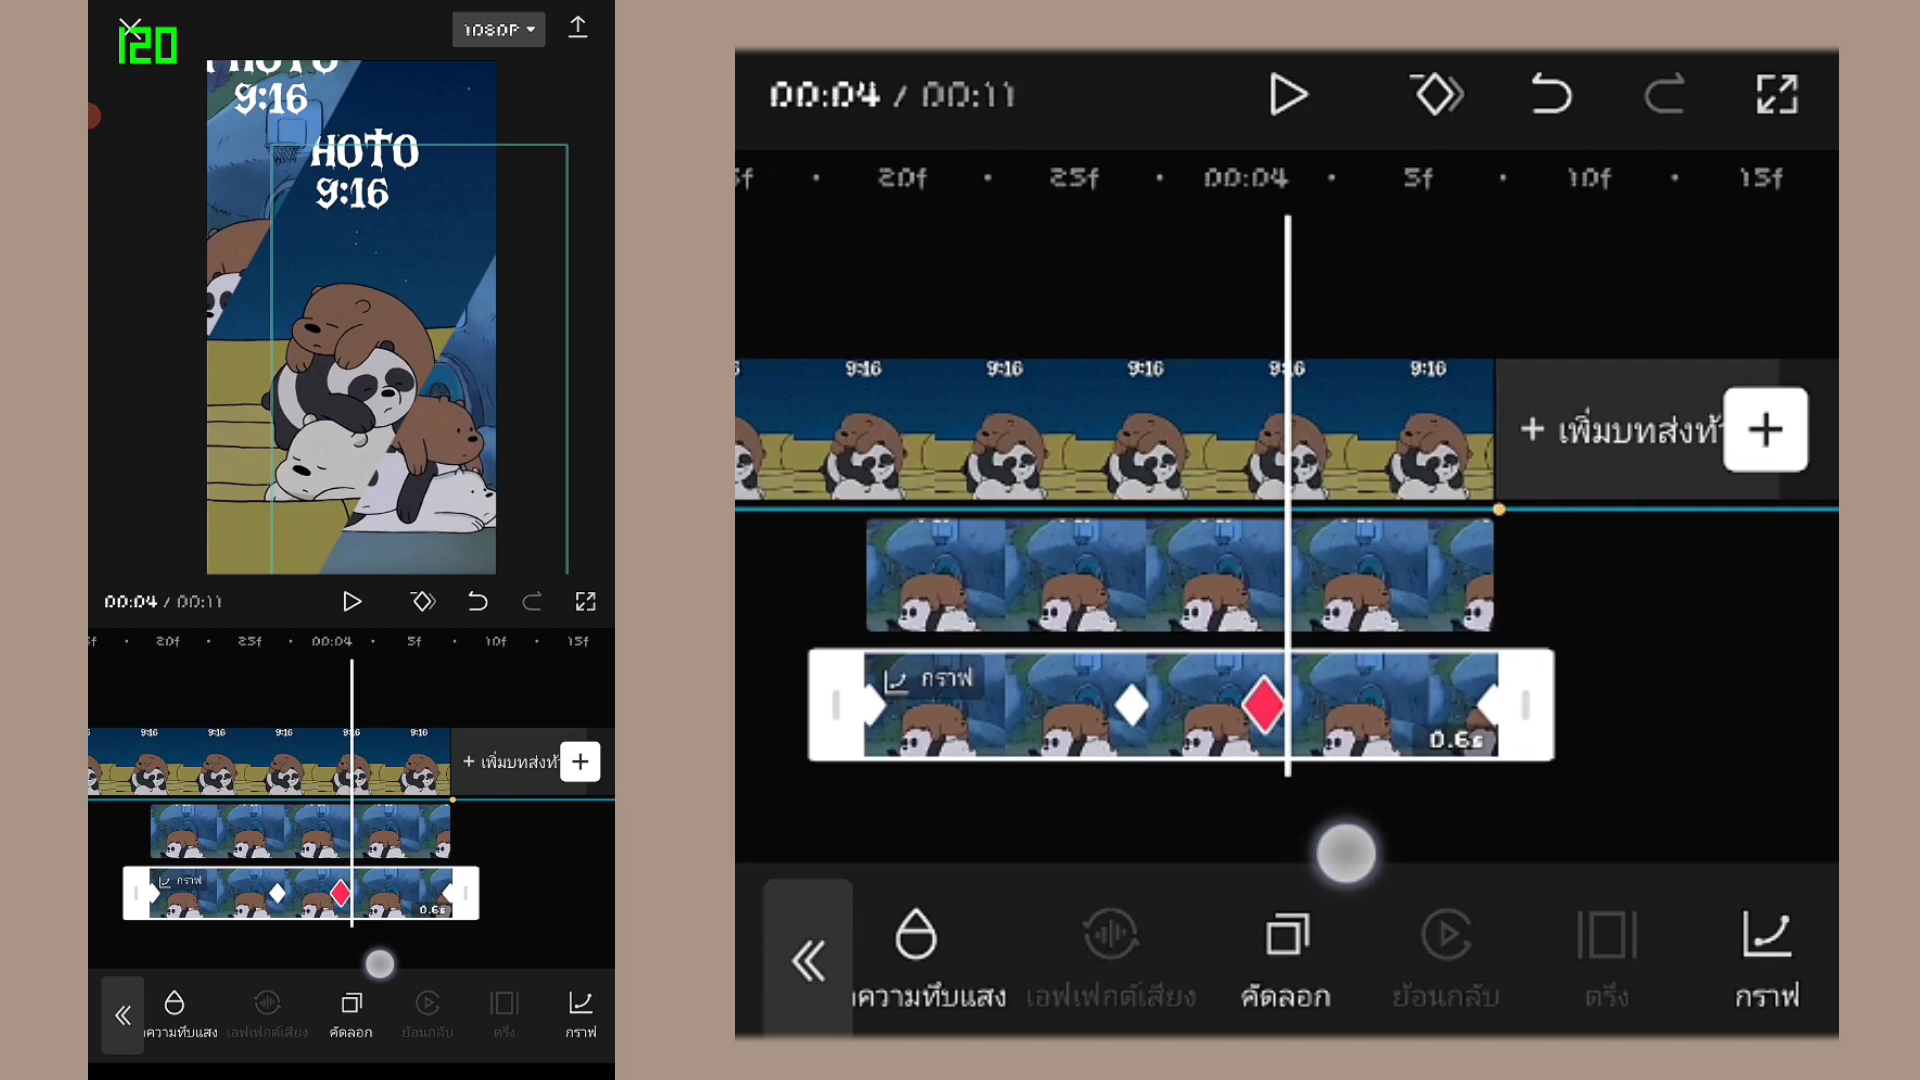 120
1080P
9:16
HOTO
9:16
00:04 / 00:11
20f 25f 00:04 5f 10f 15f
9:16 9:16 9:16 9:16 9:16
+ เพิ่มบทส่งท้า
กราฟ
0.6s
ความทึบแสง เอฟเฟกต์เสียง คัดลอก ย้อนกลับ ตรึง กราฟ
00:04 / 00:11
20f 25f 00:04 5f 10f 15f
9:16 9:16 9:16 9:16 9:16
+ เพิ่มบทส่งท้า
กราฟ
0.6s
ความทึบแสง เอฟเฟกต์เสียง คัดลอก ย้อนกลับ ตรึง กราฟ